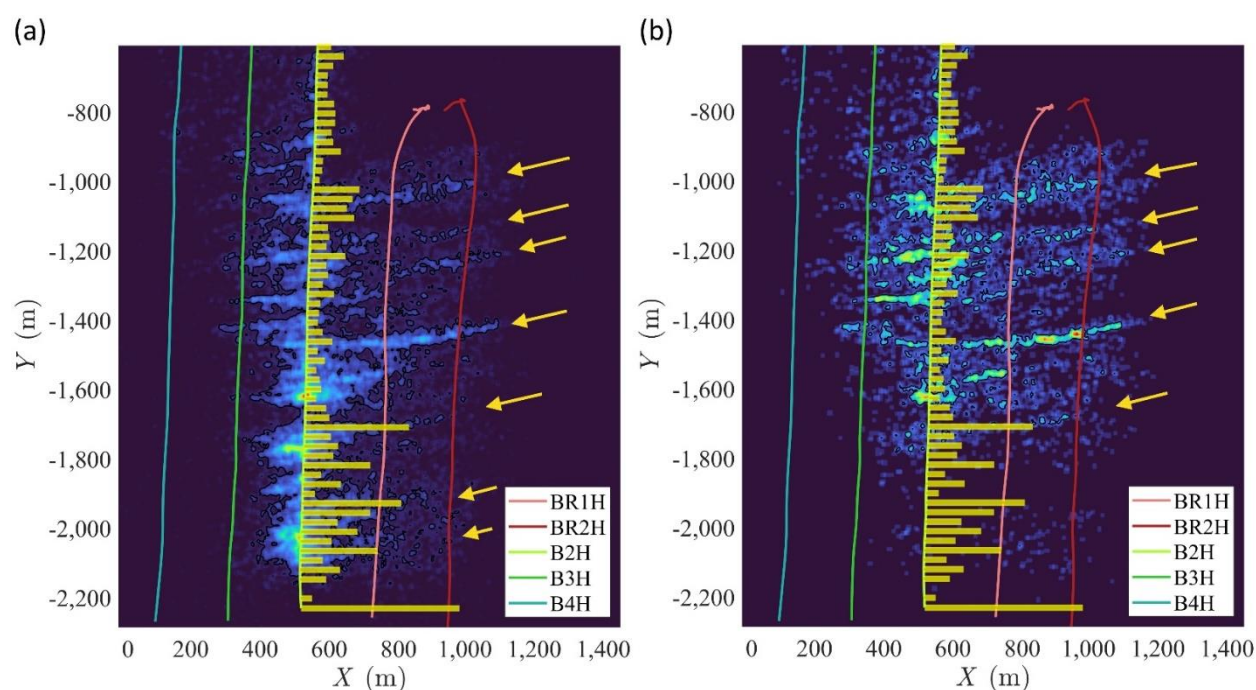 (a)
-800
-1,000
-1,200
-1,400
-1,600
-1,800
-2,000
-2,200
Y (m)
0 200 400 600 800 1,000 1,200 1,400
X (m)
BR1H
BR2H
B2H
B3H
B4H
(b)
-800
-1,000
-1,200
-1,400
-1,600
-1,800
-2,000
-2,200
Y (m)
0 200 400 600 800 1,000 1,200 1,400
X (m)
BR1H
BR2H
B2H
B3H
B4H